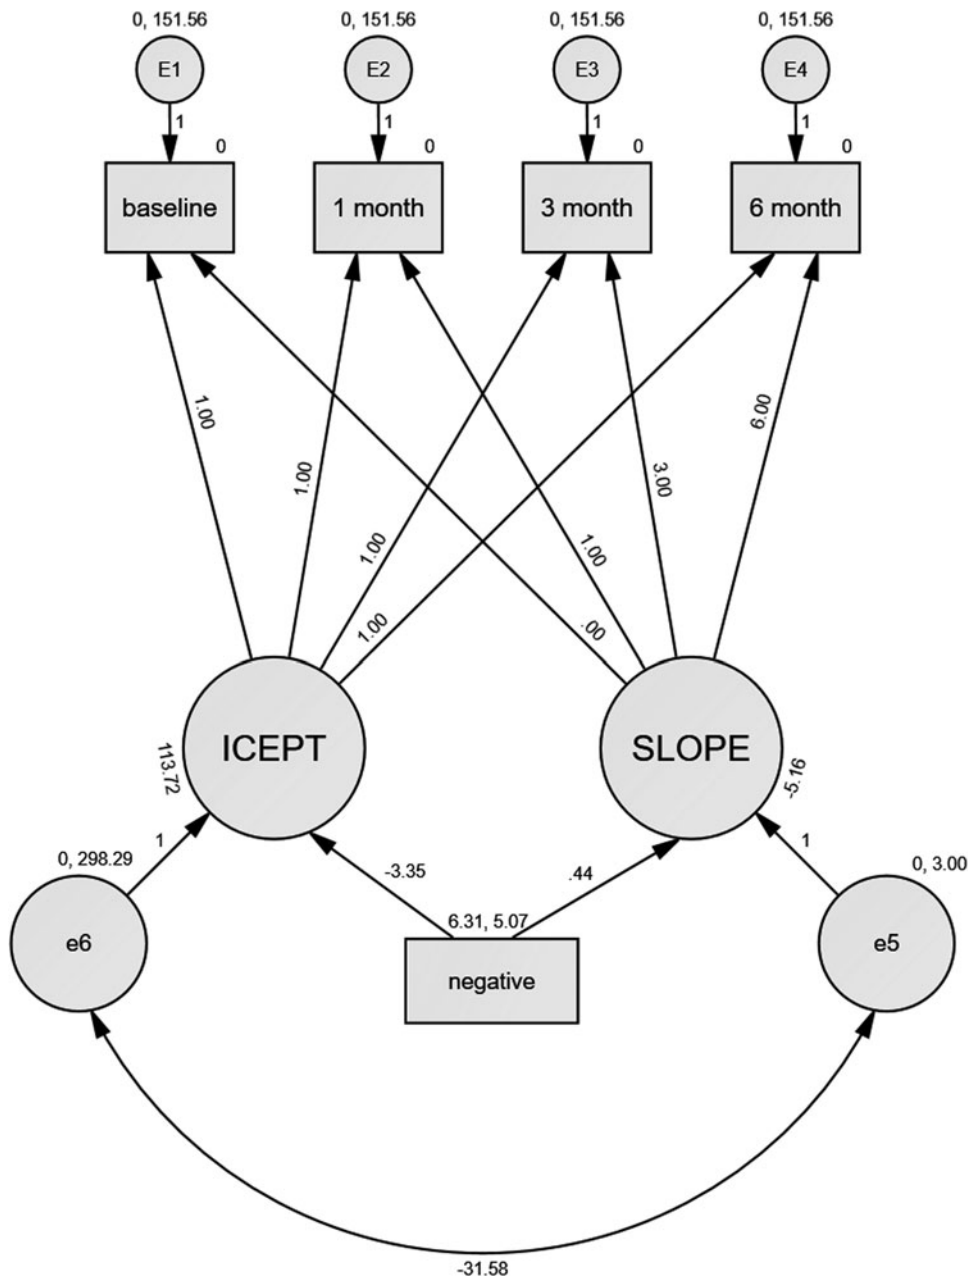 0, 151.56
0, 151.56
0, 151.56
0, 151.56
E1
E2
E3
E4
1
1
1
1
0
0
0
0
baseline
1 month
3 month
6 month
1.00
1.00
1.00
1.00
.00
1.00
3.00
6.00
ICEPT
SLOPE
113.72
-5.16
1
1
0, 298.29
0, 3.00
-3.35
.44
6.31, 5.07
e6
negative
e5
-31.58